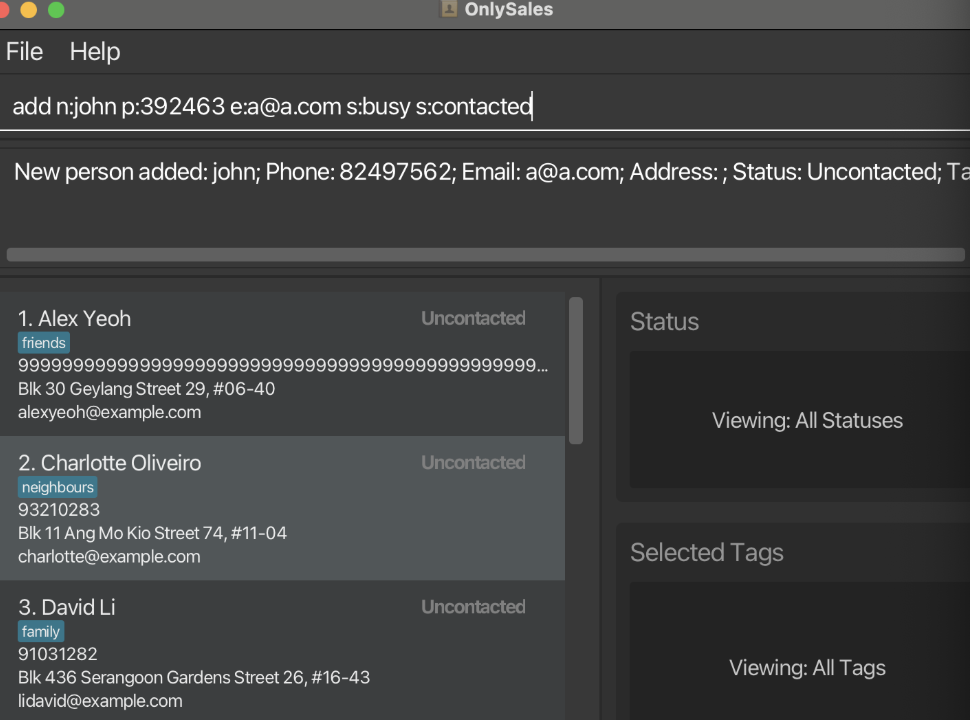 OnlySales
File Help
add n:john p:392463 e:a@a.com s:busy s:contacted
New person added: john; Phone: 82497562; Email: a@a.com; Address: ; Status: Uncontacted; Ta
1. Alex Yeoh Uncontacted
friends
99999999999999999999999999999999999999999999999999...
Blk 30 Geylang Street 29, #06-40
alexyeoh@example.com
2. Charlotte Oliveiro Uncontacted
neighbours
93210283
Blk 11 Ang Mo Kio Street 74, #11-04
charlotte@example.com
3. David Li Uncontacted
family
91031282
Blk 436 Serangoon Gardens Street 26, #16-43
lidavid@example.com
Status
Viewing: All Statuses
Selected Tags
Viewing: All Tags